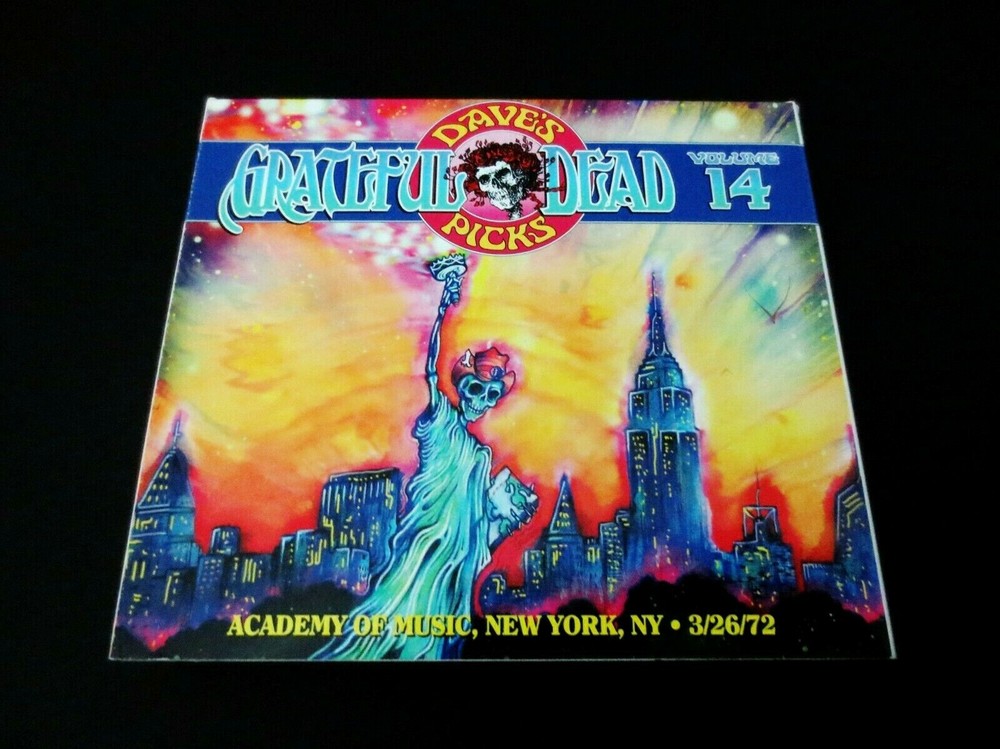 DAVE'S
GRATEFUL DEAD VOLUME 14
PICKS
ACADEMY OF MUSIC, NEW YORK, NY • 3/26/72